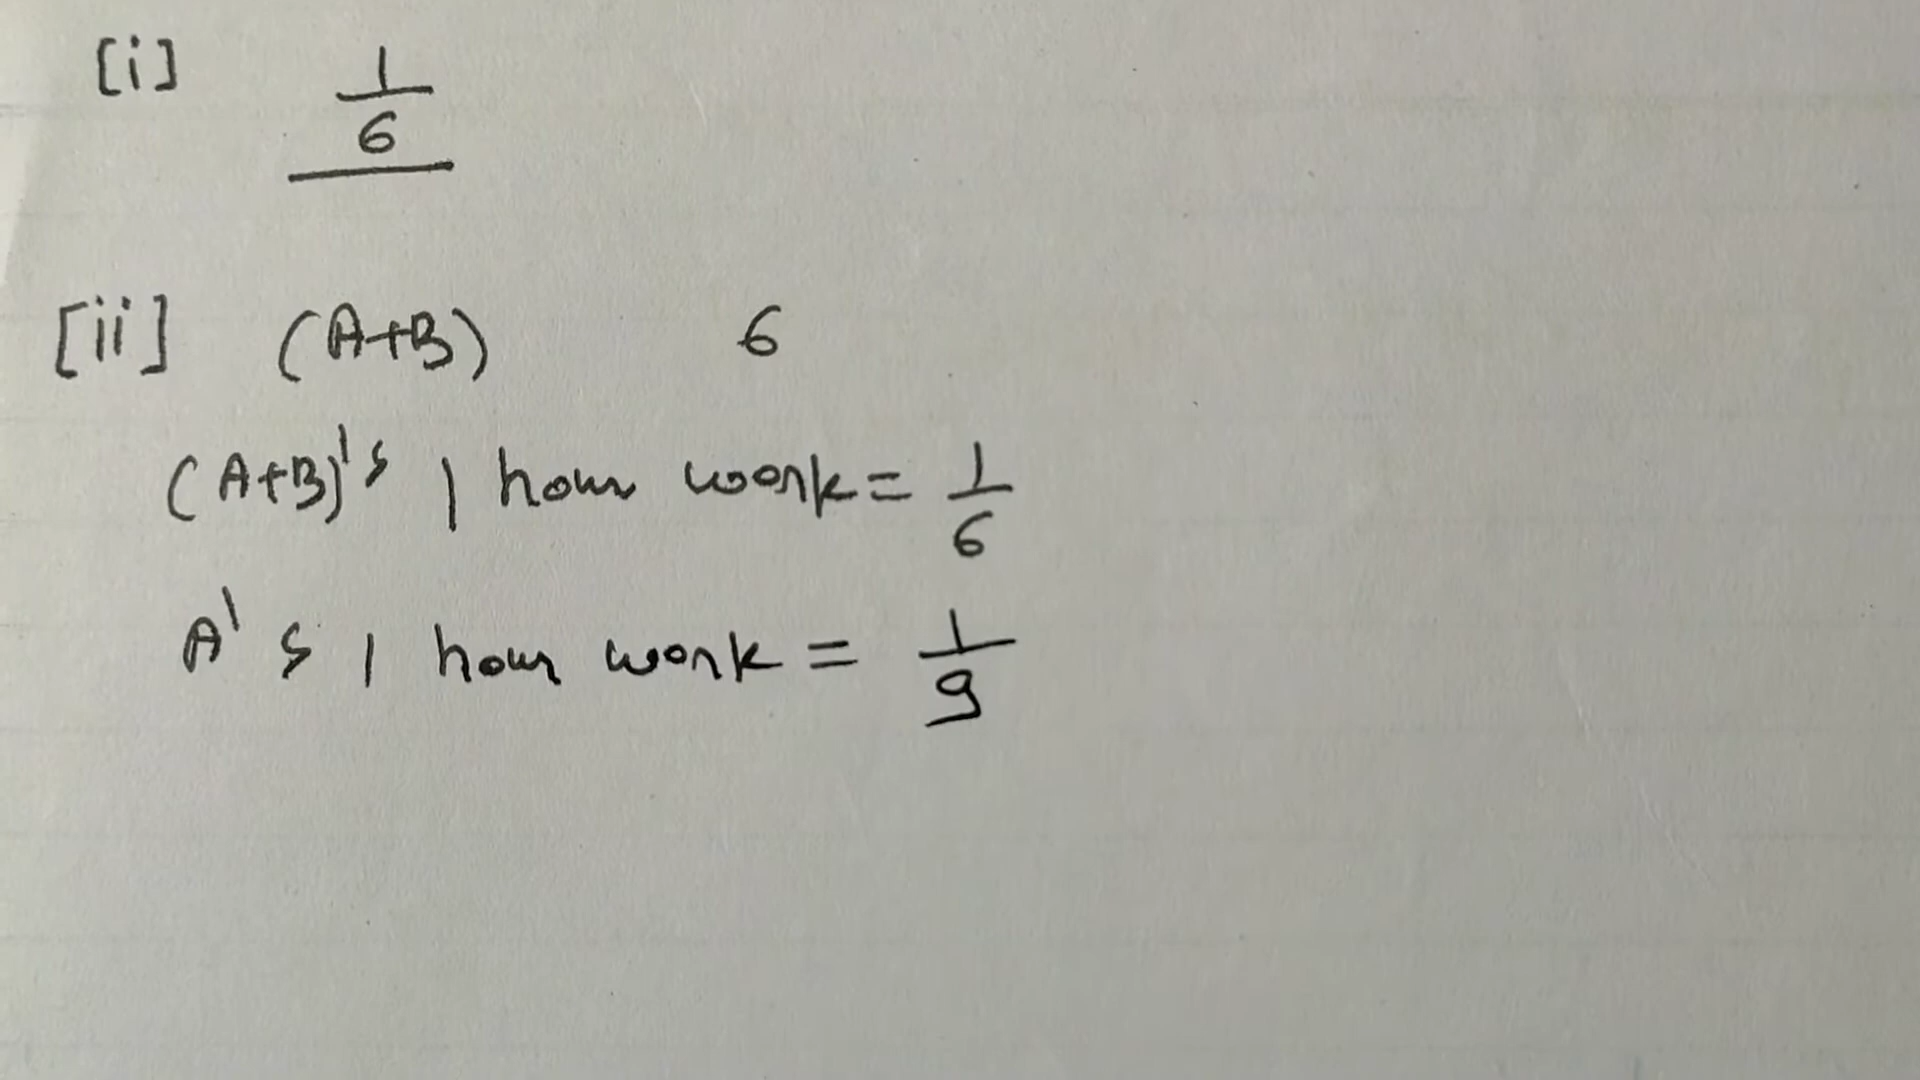 [i] 1/6
[ii] (A+B) 6
(A+B)'s 1 hour work = 1/6
A's 1 hour work = 1/9